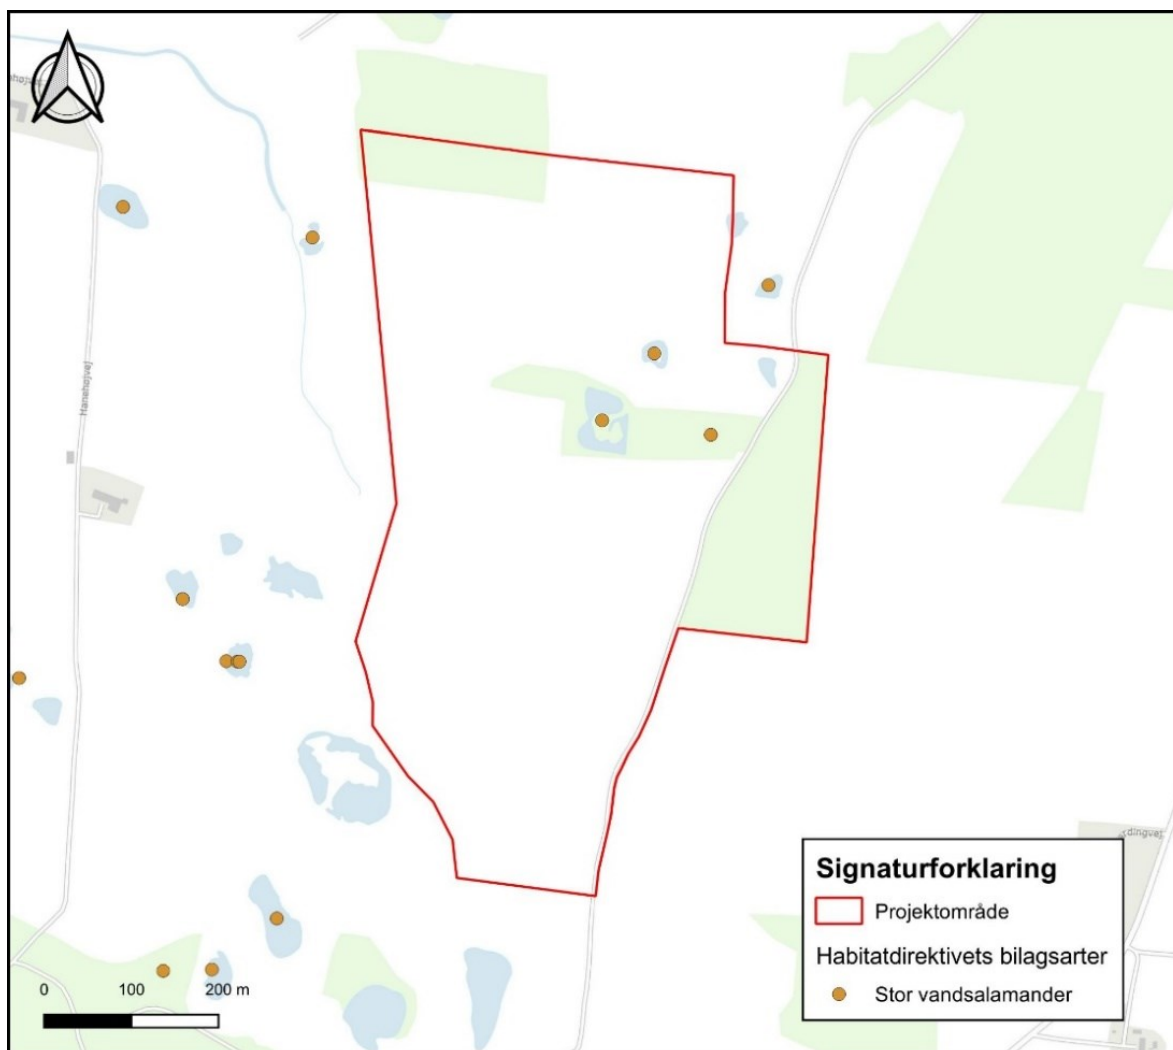 Hanehøjvej
0 100 200 m
Signaturforklaring
Projektområde
Habitatdirektivets bilagsarter
Stor vandsalamander